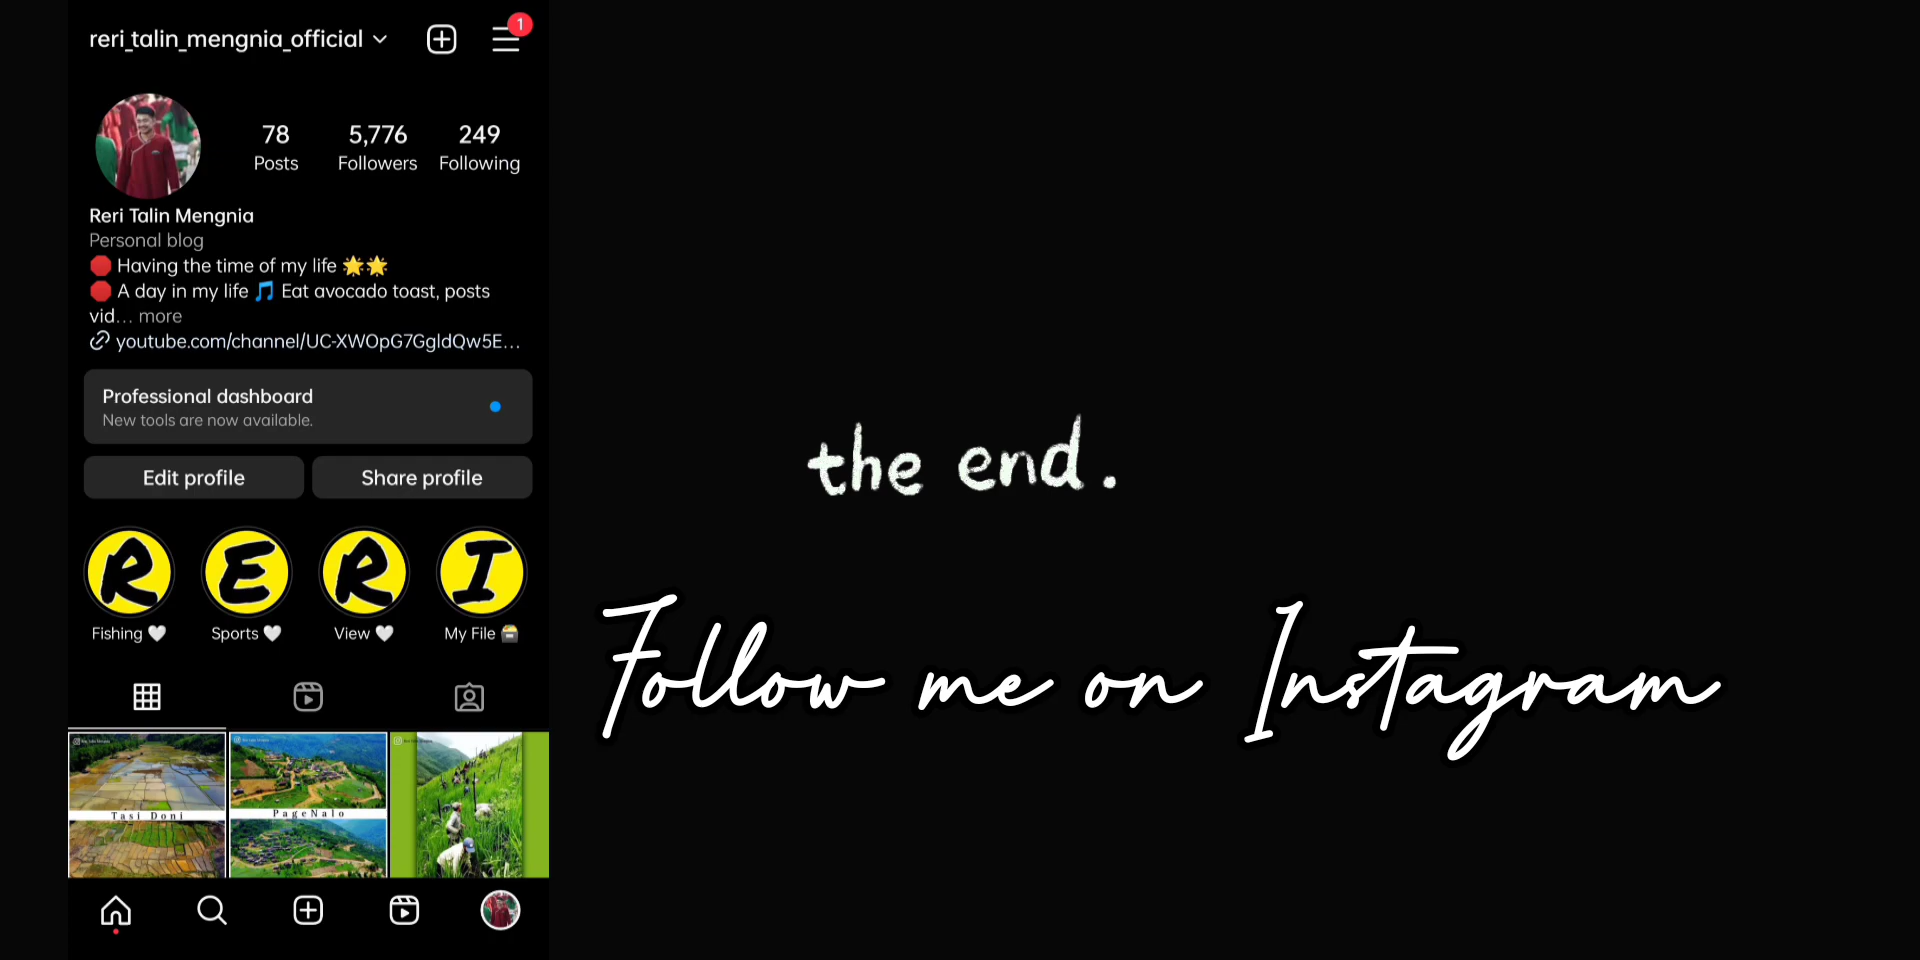 reri_talin_mengnia_official
1
78
Posts
5,776
Followers
249
Following
Reri Talin Mengnia
Personal blog
Having the time of my life
A day in my life 🎵 Eat avocado toast, posts
vid... more
youtube.com/channel/UC-XWOpG7GgldQw5E...
Professional dashboard
New tools are now available.
Edit profile
Share profile
R
E
R
I
Fishing
Sports
View
My File
Tasi Doni
PageNalo
the end.
Follow me on Instagram